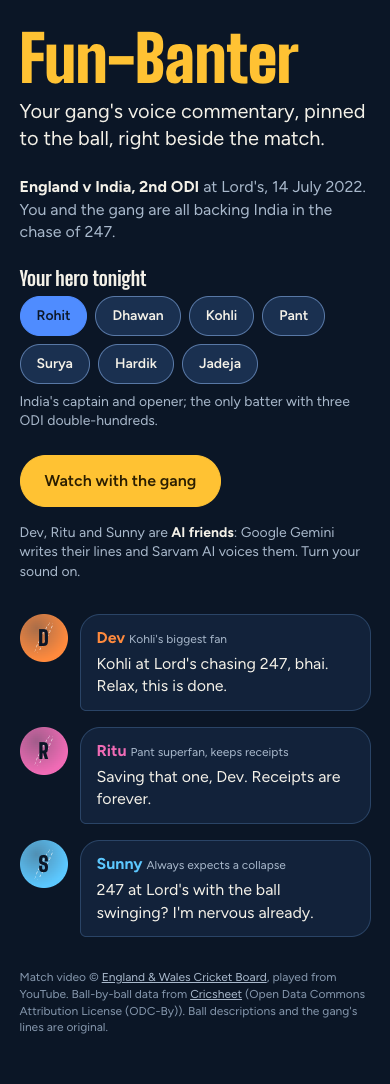 Fun-Banter
Your gang's voice commentary, pinned
to the ball, right beside the match.
England v India, 2nd ODI at Lord's, 14 July 2022.
You and the gang are all backing India in the
chase of 247.
Your hero tonight
Rohit Dhawan Kohli Pant
Surya Hardik Jadeja
India's captain and opener; the only batter with three
ODI double-hundreds.
Watch with the gang
Dev, Ritu and Sunny are AI friends: Google Gemini
writes their lines and Sarvam AI voices them. Turn your
sound on.
D
Dev Kohli's biggest fan
Kohli at Lord's chasing 247, bhai.
Relax, this is done.
R
Ritu Pant superfan, keeps receipts
Saving that one, Dev. Receipts are
forever.
S
Sunny Always expects a collapse
247 at Lord's with the ball
swinging? I'm nervous already.
Match video © England & Wales Cricket Board, played from
YouTube. Ball-by-ball data from Cricsheet (Open Data Commons
Attribution License (ODC-By)). Ball descriptions and the gang's
lines are original.